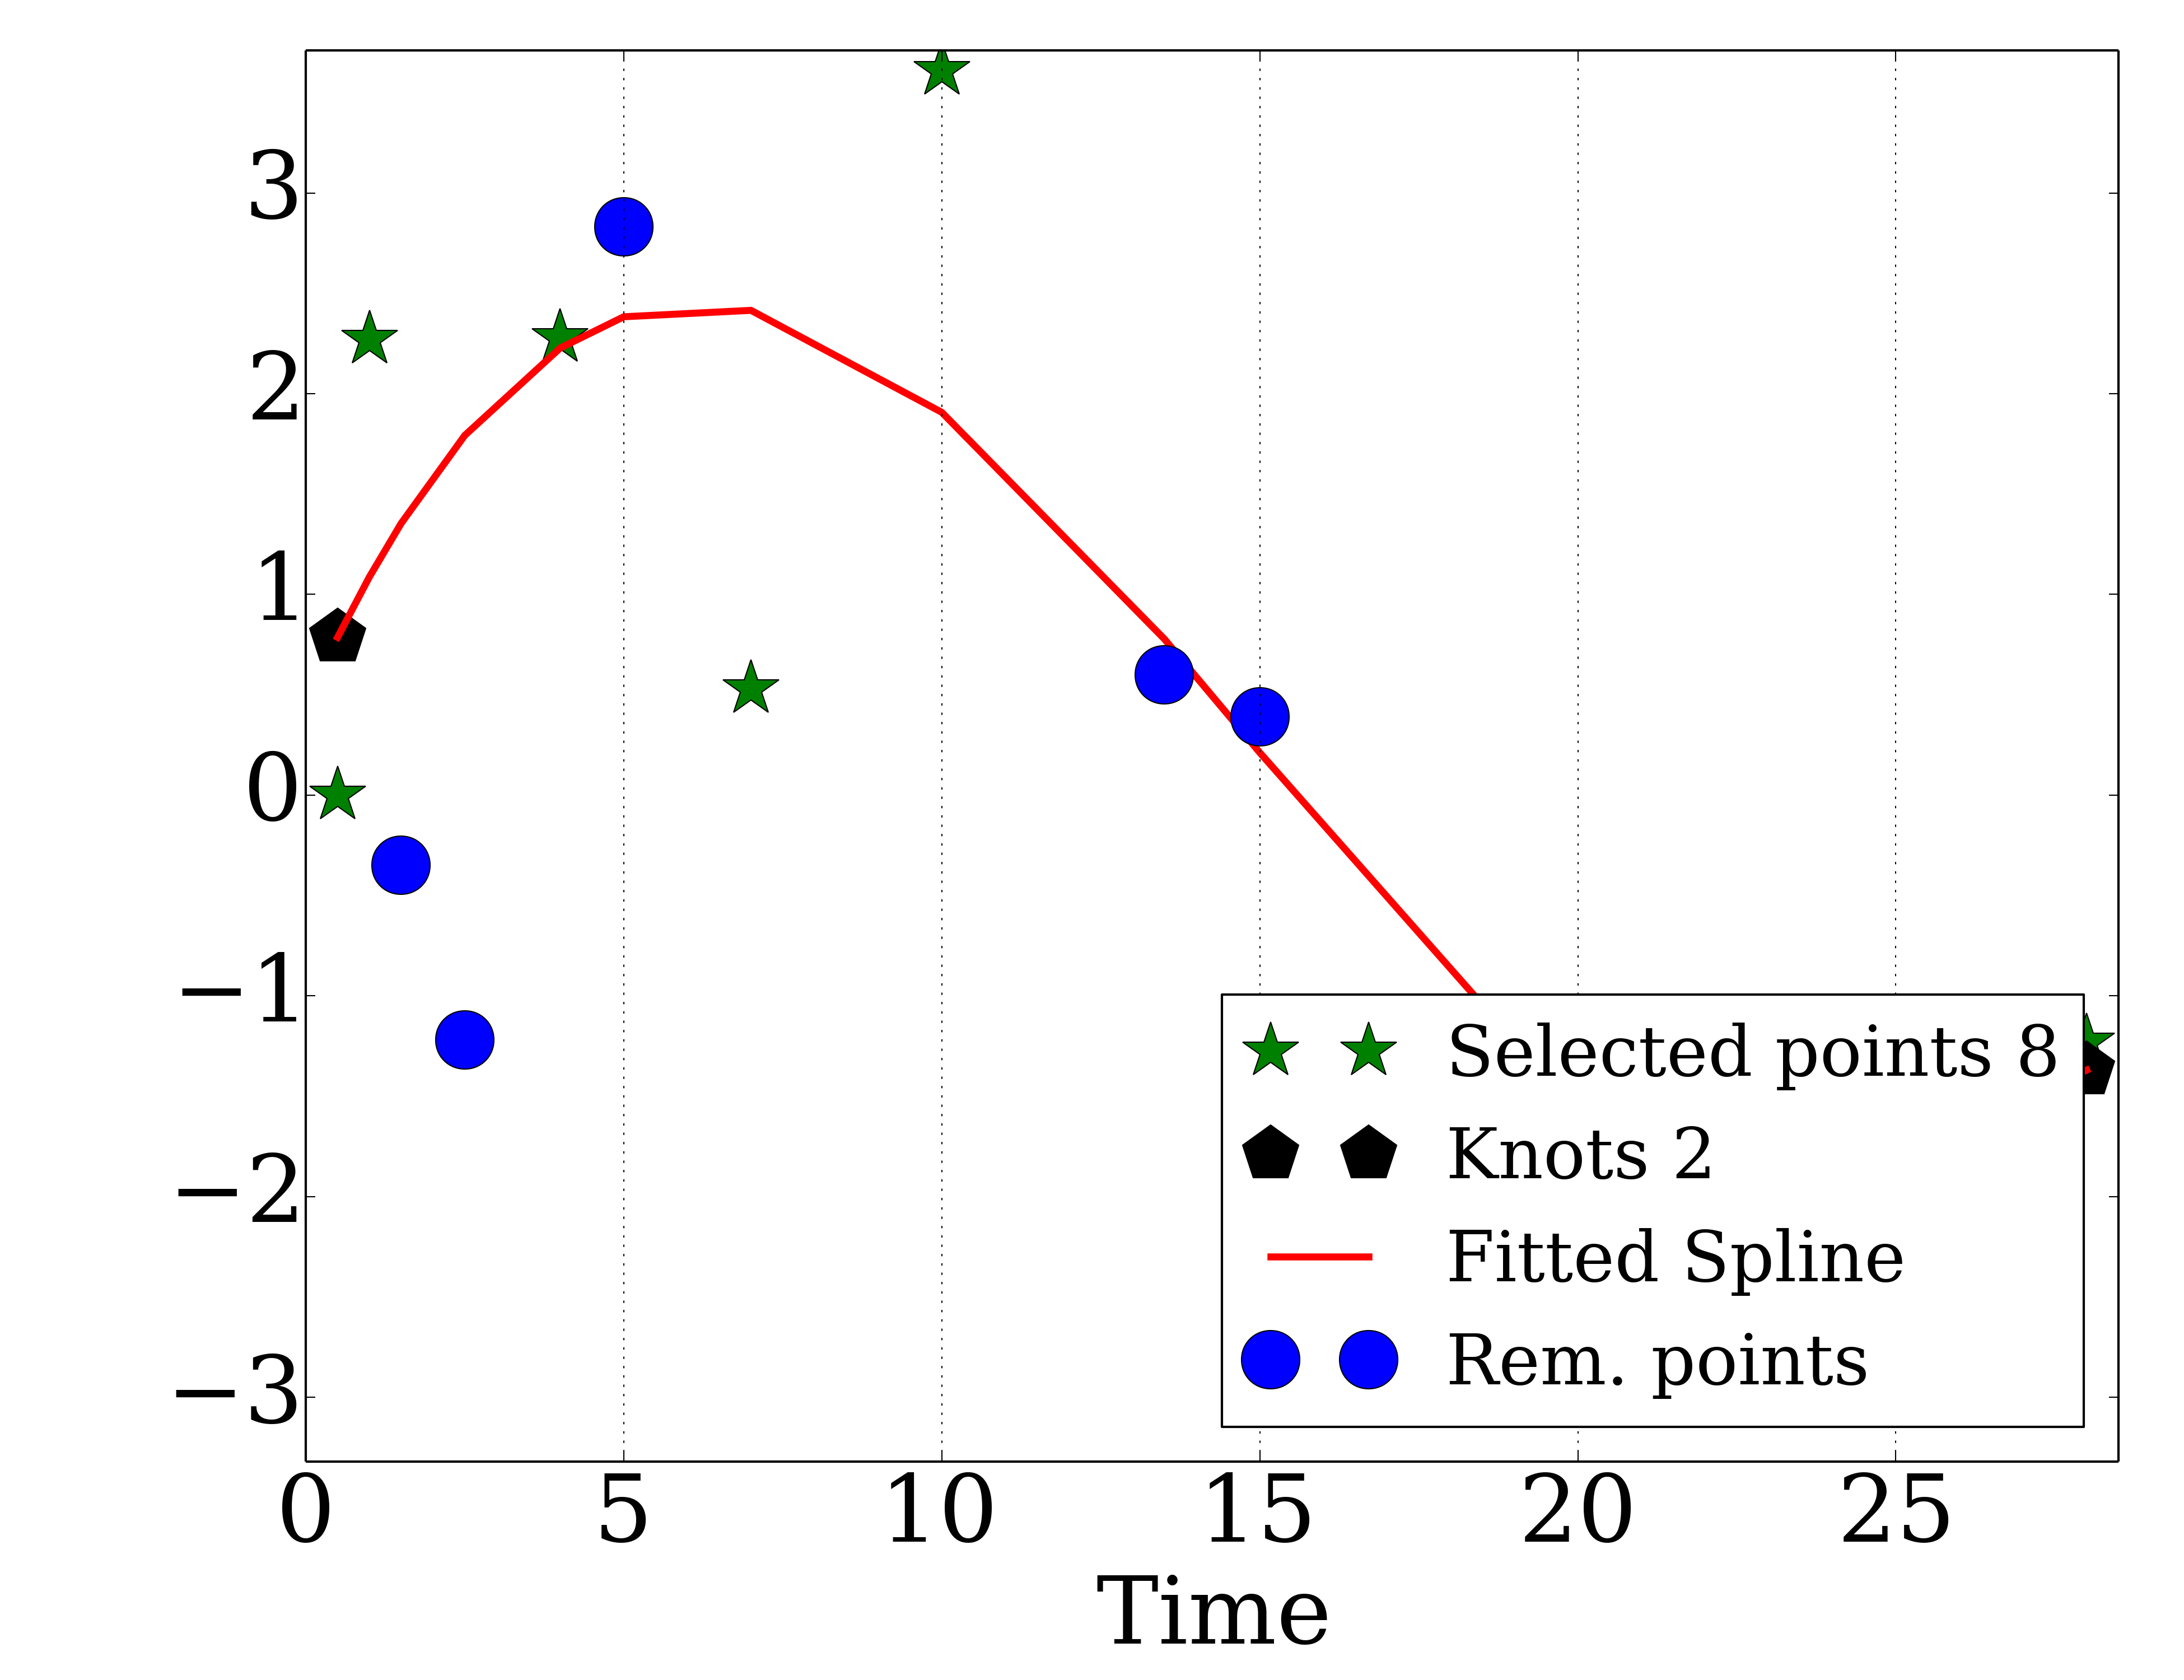 3
2
1
0
−1
−2
−3
0 5 10 15 20 25
Time
Selected points 8
Knots 2
Fitted Spline
Rem. points